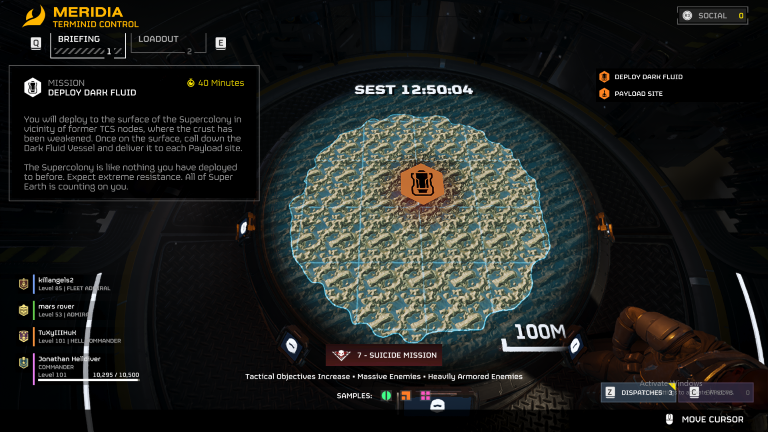 MERIDIA
TERMINID CONTROL
Q
BRIEFING
1
LOADOUT
2
E
SOCIAL 0
MISSION
DEPLOY DARK FLUID
40 Minutes
You will deploy to the surface of the Supercolony in
vicinity of former TCS nodes, where the crust has
been weakened. Once on the surface, call down the
Dark Fluid Vessel and deliver it to each Payload site.
The Supercolony is like nothing you have deployed
to before. Expect extreme resistance. All of Super
Earth is counting on you.
SEST 12:50:04
DEPLOY DARK FLUID
PAYLOAD SITE
killangels2
Level 85 | FLEET ADMIRAL
mars rover
Level 53 | ADMIRAL
TuXyIIIHuH
Level 101 | HELL COMMANDER
Jonathan Helldiver
COMMANDER
Level 101 10,295 / 10,500
100M
7 - SUICIDE MISSION
Tactical Objectives Increase • Massive Enemies • Heavily Armored Enemies
SAMPLES:
Activate Windows
Z DISPATCHES 3
C
0
MOVE CURSOR